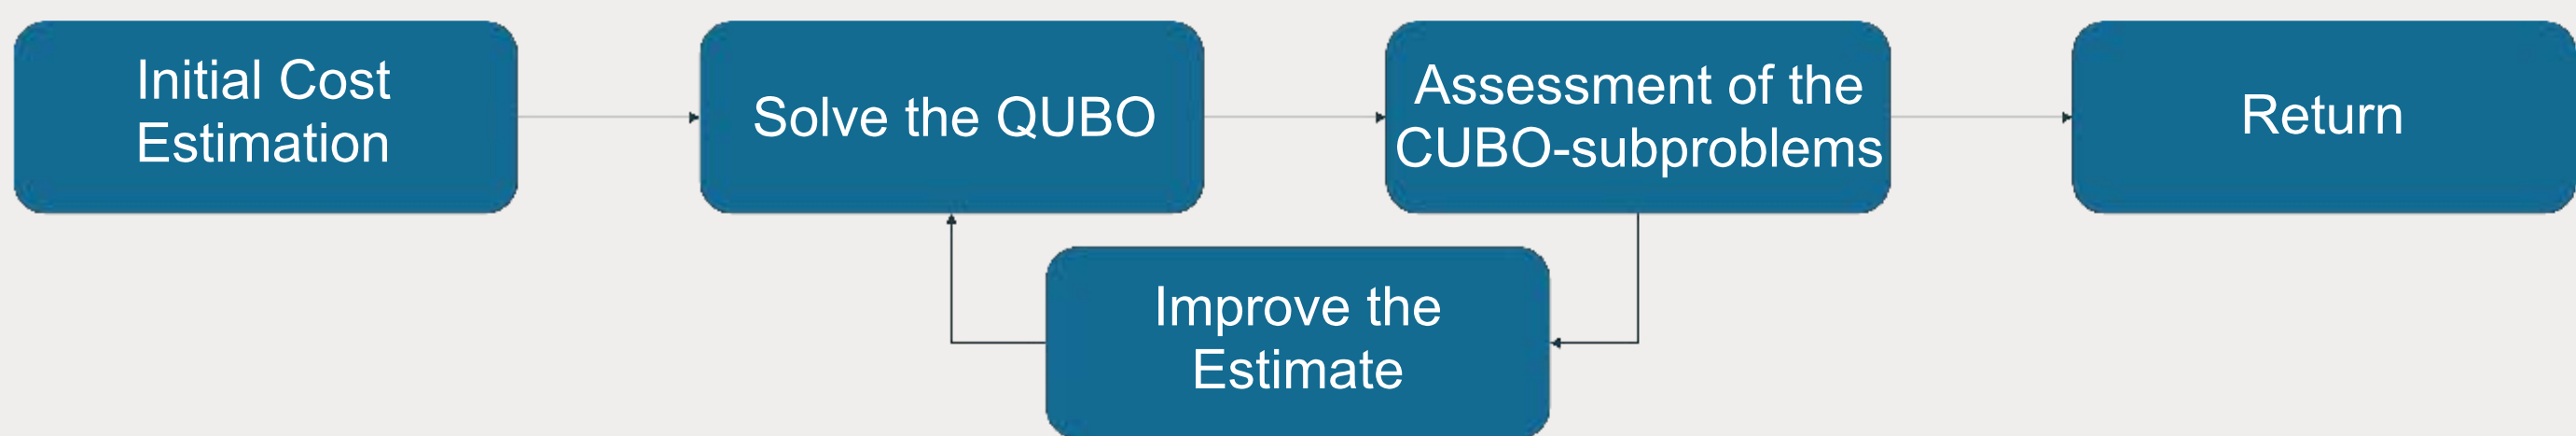 Initial Cost
Estimation
Solve the QUBO
Assessment of the
CUBO-subproblems
Return
Improve the
Estimate